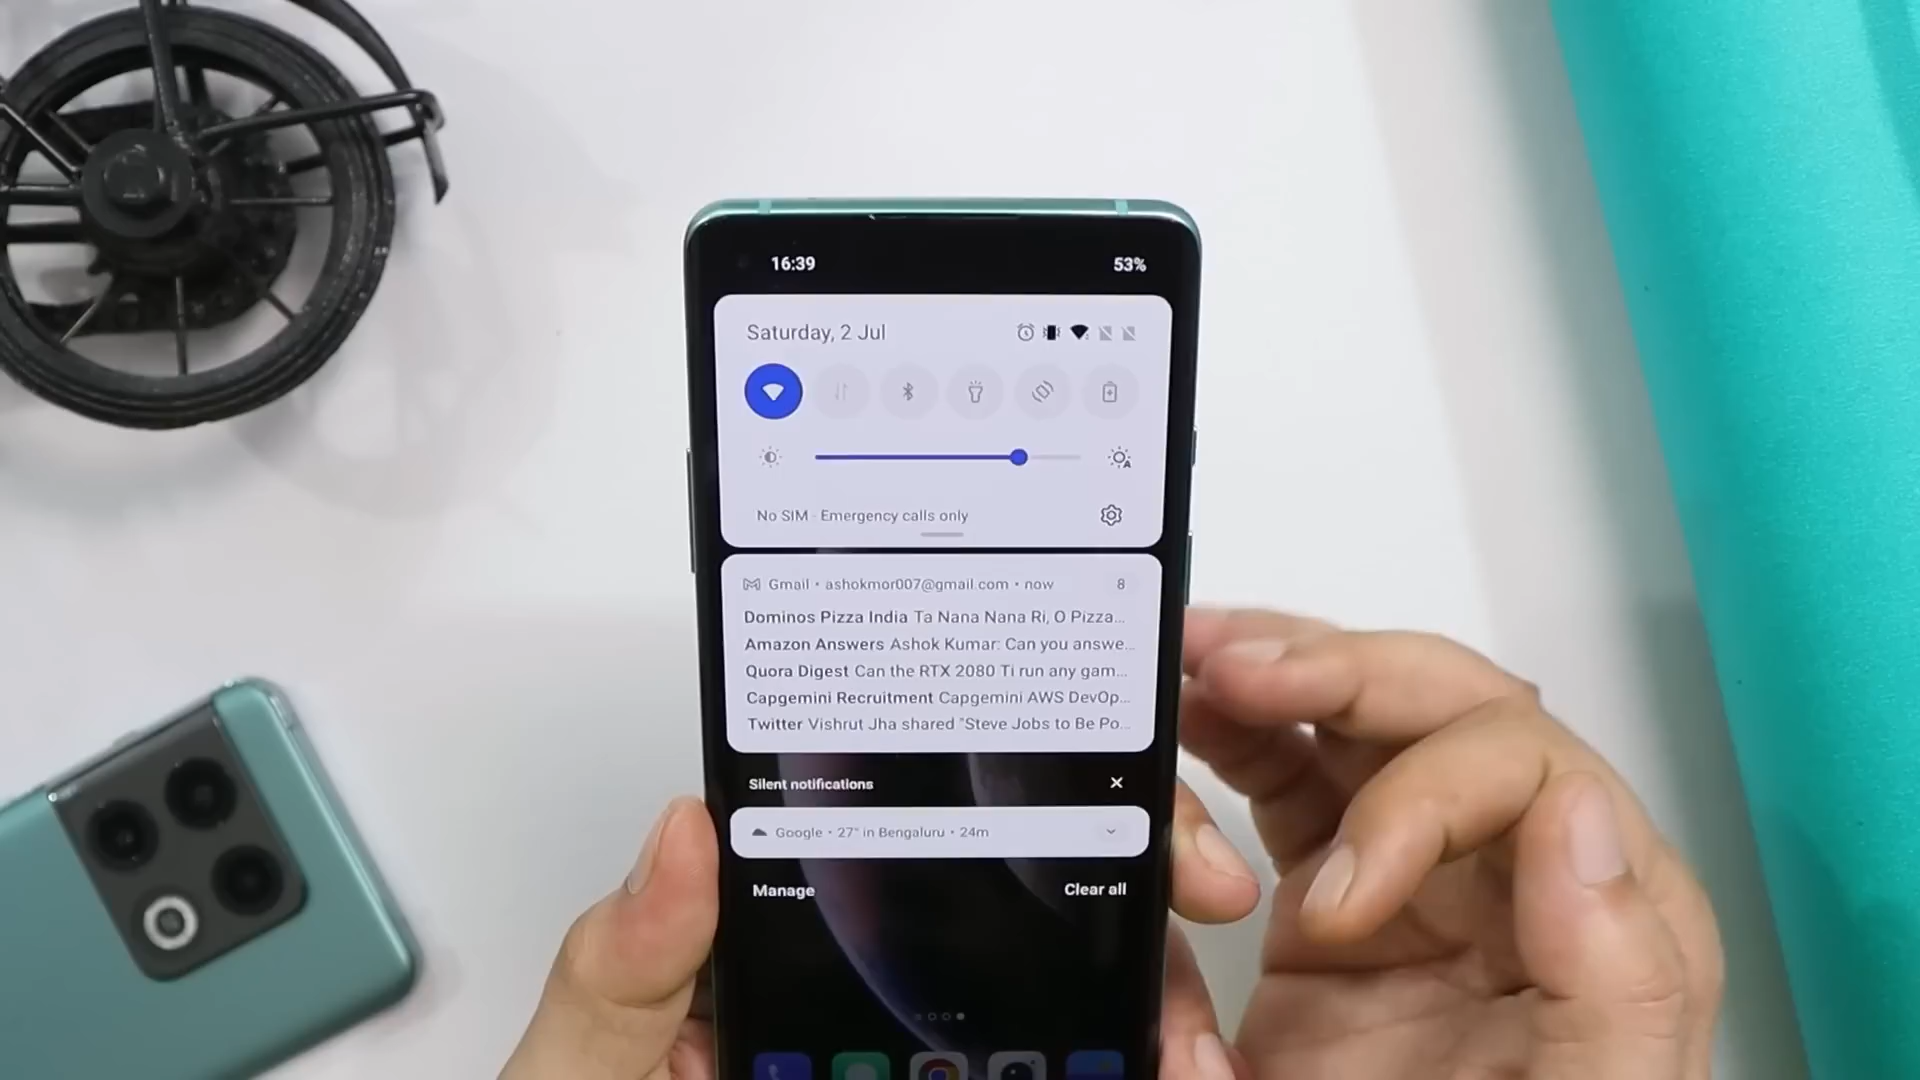 16:39 53%
Saturday, 2 Jul
No SIM · Emergency calls only
Gmail • ashokmor007@gmail.com • now 8
Dominos Pizza India Ta Nana Nana Ri, O Pizza...
Amazon Answers Ashok Kumar: Can you answe...
Quora Digest Can the RTX 2080 Ti run any gam...
Capgemini Recruitment Capgemini AWS DevOp...
Twitter Vishrut Jha shared "Steve Jobs to Be Po...
Silent notifications
Google • 27° in Bengaluru • 24m
Manage Clear all